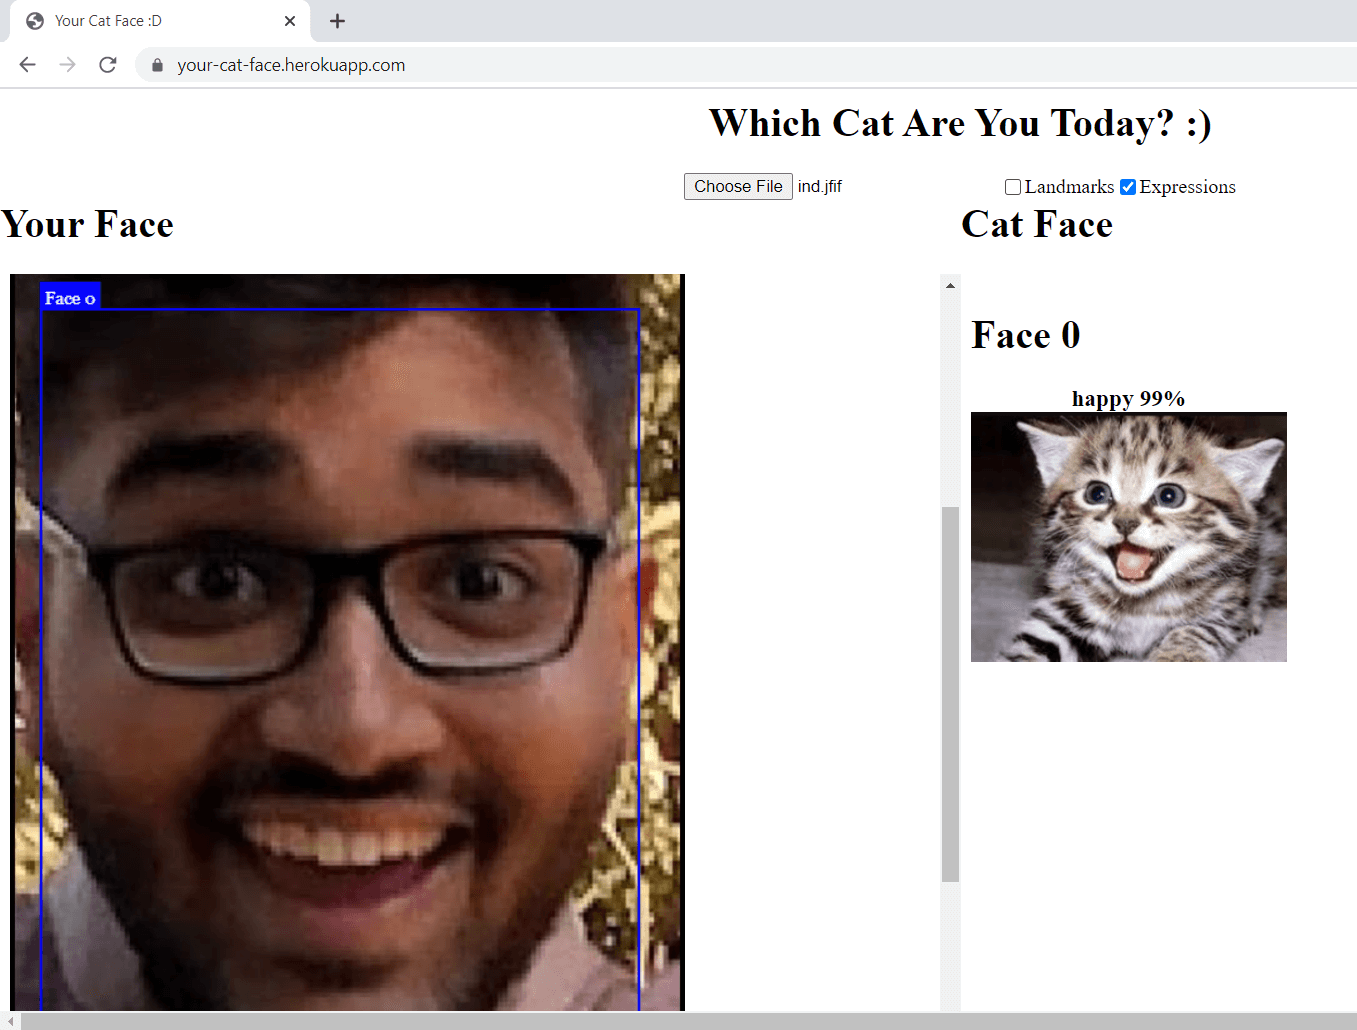 Your Cat Face :D
your-cat-face.herokuapp.com
Which Cat Are You Today? :)
Choose File ind.jfif
Landmarks Expressions
Your Face
Cat Face
Face 0
Face 0
happy 99%